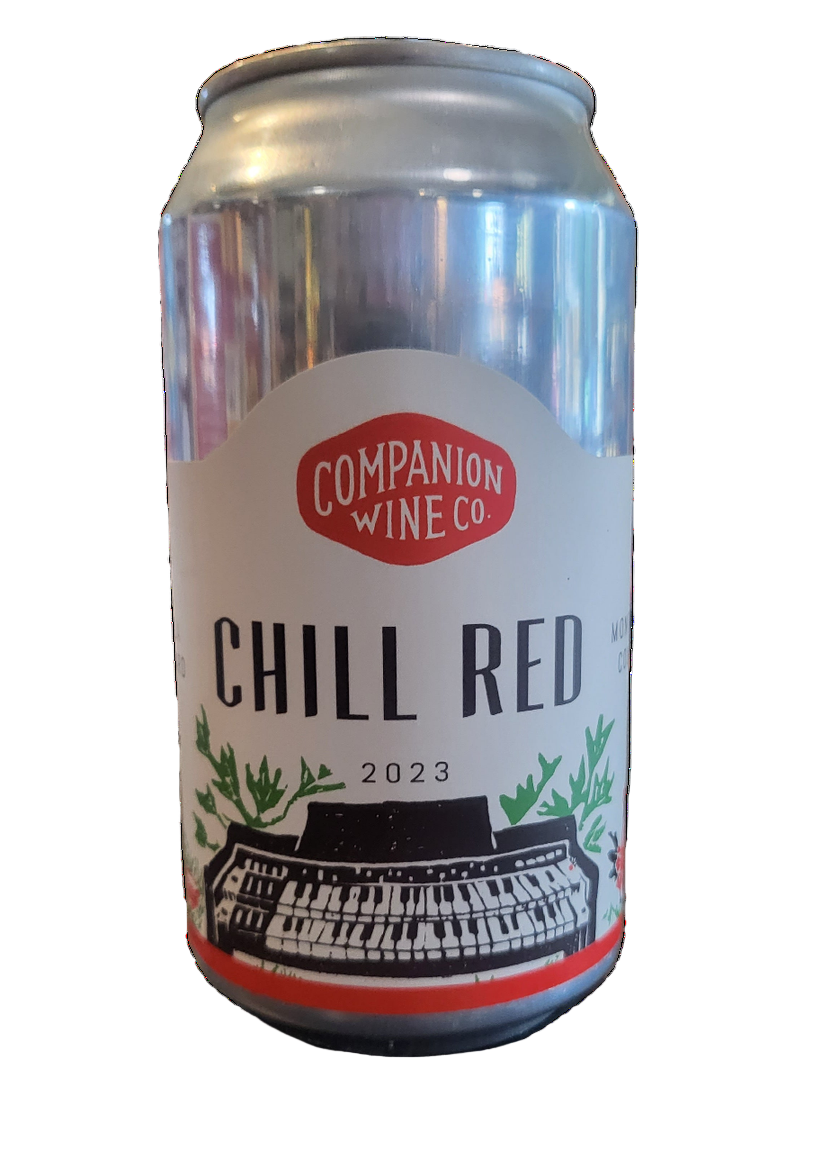 COMPANION
WINE CO.
CHILL RED
2023